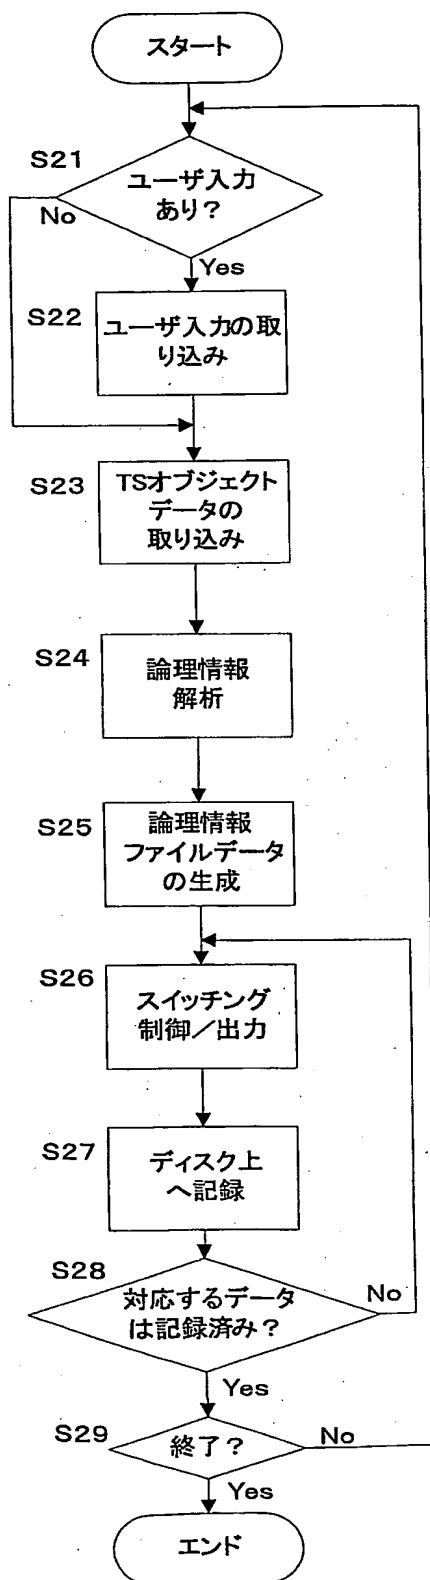 スタート
S21
ユーザ入力
あり？
No
Yes
S22
ユーザ入力の取
り込み
S23
TSオブジェクト
データの
取り込み
S24
論理情報
解析
S25
論理情報
ファイルデータ
の生成
S26
スイッチング
制御／出力
S27
ディスク上
へ記録
S28
対応するデータ
は記録済み？
No
Yes
S29
終了？
No
Yes
エンド